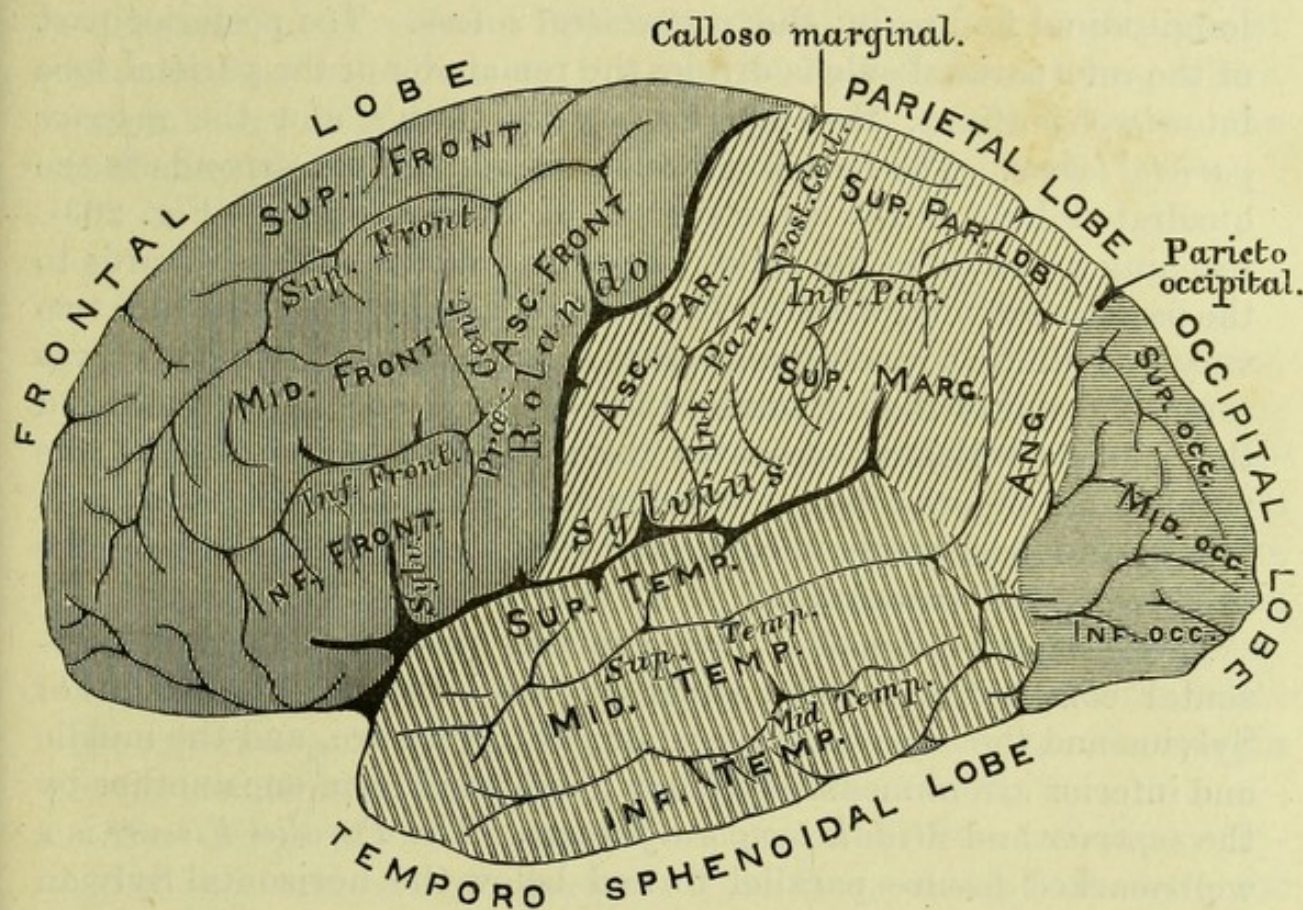 Calloso marginal.
FRONTAL LOBE
PARIETAL LOBE
Parieto
occipital.
OCCIPITAL LOBE
TEMPORO SPHENOIDAL LOBE
SUP. FRONT
Sup. Front
MID. FRONT
Inf. Front.
INF. FRONT.
Sylv.
Præ. Cent.
ASC. FRONT
Rolando
ASC. PAR.
Post. Cent.
SUP. PAR. LOB
Int. Par.
Int. Par.
SUP. MARG.
ANG
Sylvius
SUP. OCC.
MID. OCC.
INF. OCC.
SUP. TEMP.
Sup. Temp.
MID. TEMP.
Mid Temp.
INF. TEMP.